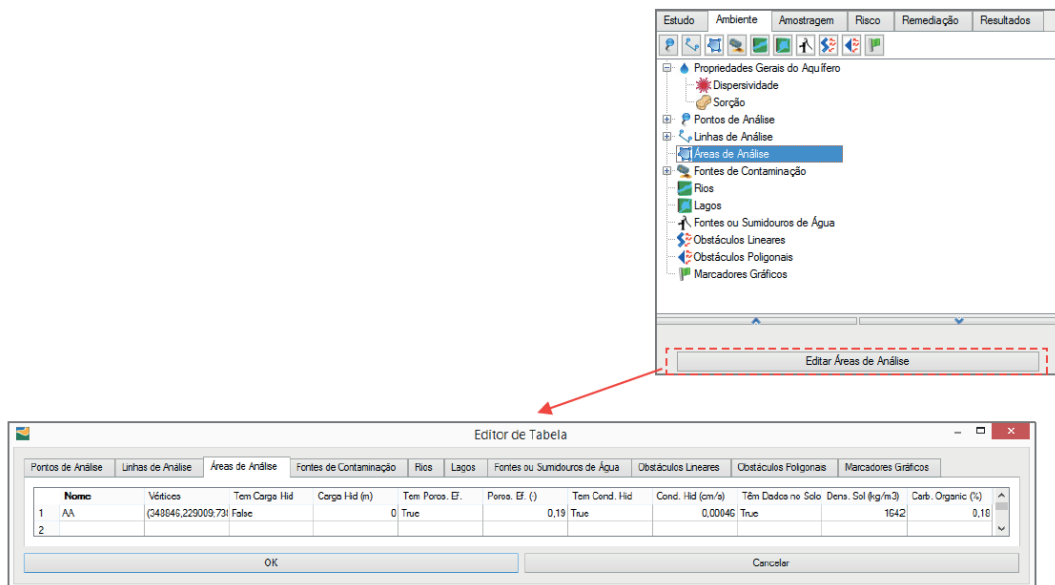 Estudo Ambiente Amostragem Risco Remediação Resultados
Propriedades Gerais do Aquífero
Dispersividade
Sorção
Pontos de Análise
Linhas de Análise
Áreas de Análise
Fontes de Contaminação
Rios
Lagos
Fontes ou Sumidouros de Água
Obstáculos Lineares
Obstáculos Poligonais
Marcadores Gráficos
Editar Áreas de Análise
Editor de Tabela
Pontos de Análise Linhas de Análise Áreas de Análise Fontes de Contaminação Rios Lagos Fontes ou Sumidouros de Água Obstáculos Lineares Obstáculos Poligonais Marcadores Gráficos
Nome Vértices Tem Carga Hid Carga Hid (m) Tem Poros. Ef. Poros. Ef. (-) Tem Cond. Hid Cond. Hid (cm/s) Têm Dados no Solo Dens. Sol (kg/m3) Carb. Organic (%)
1 AA (348846,229009;738 False 0 True 0,19 True 0,00046 True 1642 0,18
2
OK Cancelar